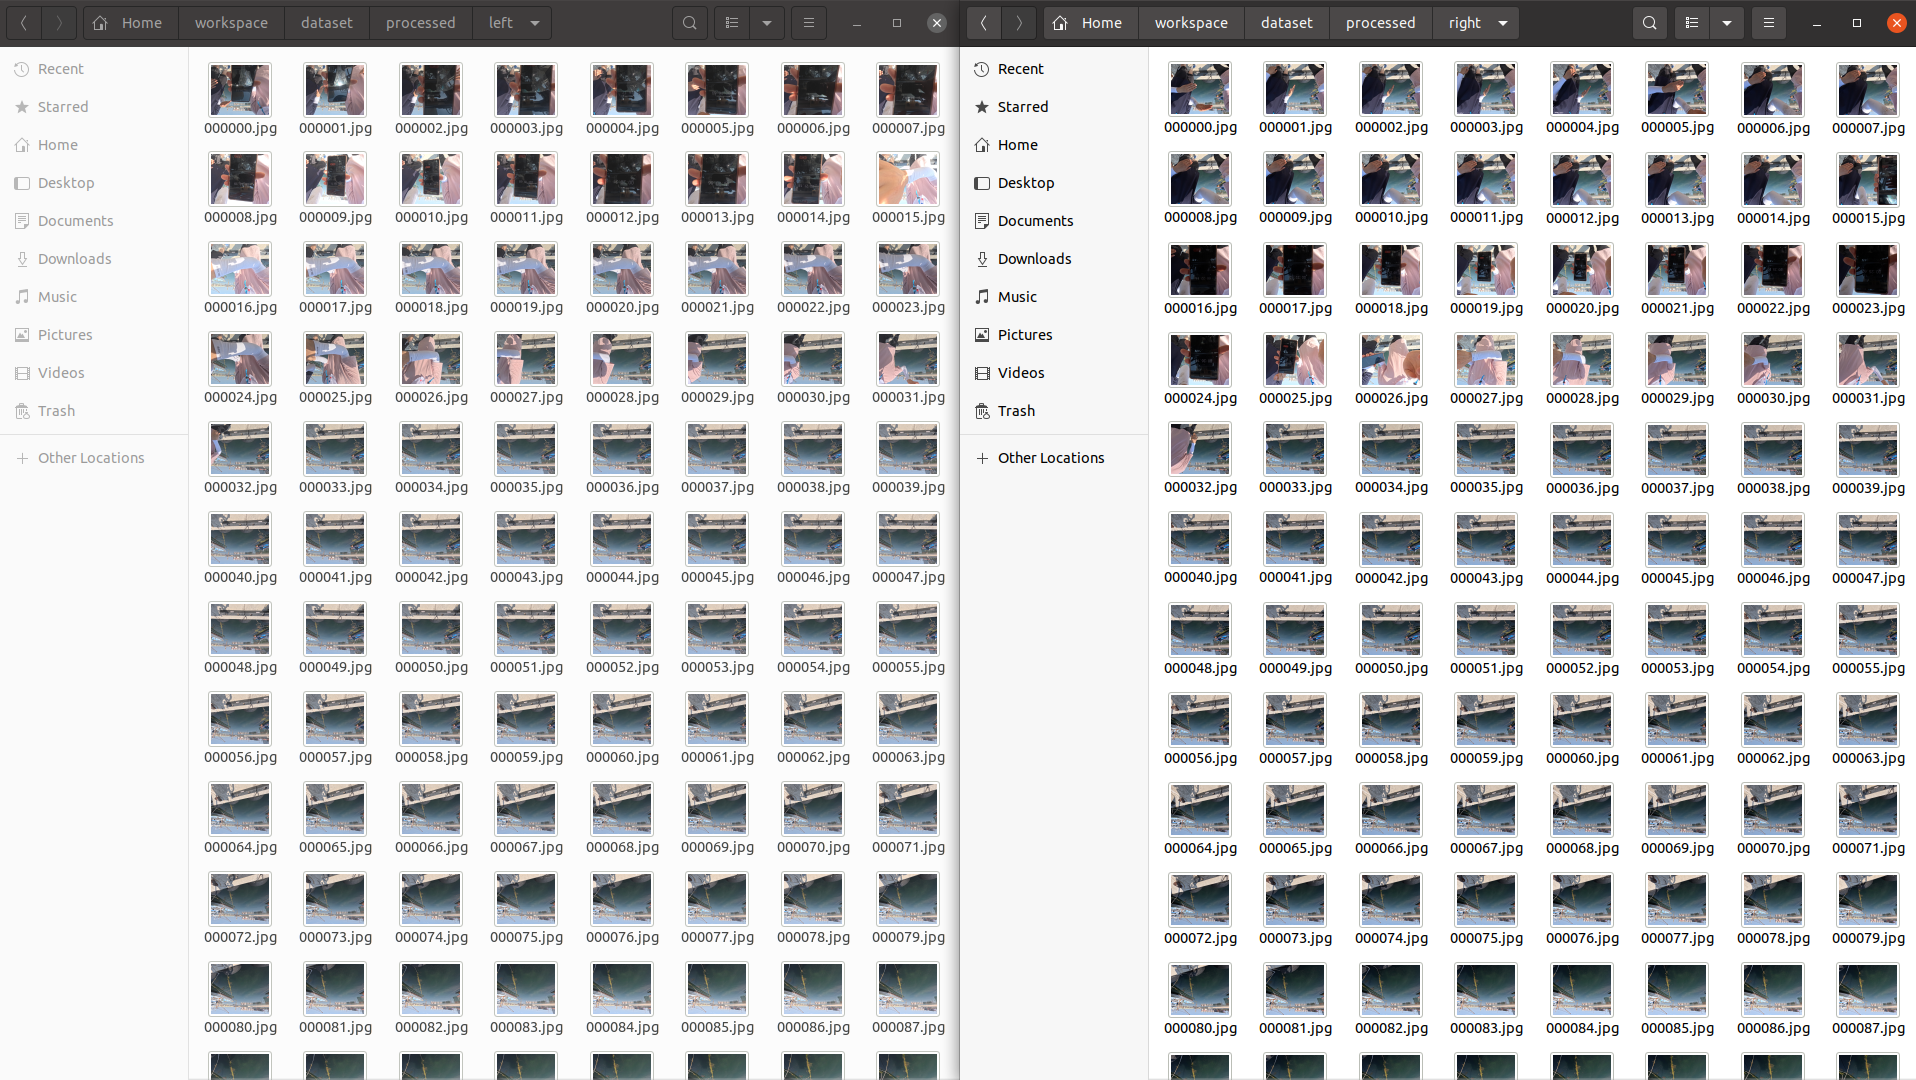 Home workspace dataset processed left
Recent
Starred
Home
Desktop
Documents
Downloads
Music
Pictures
Videos
Trash
Other Locations
000000.jpg 000001.jpg 000002.jpg 000003.jpg 000004.jpg 000005.jpg 000006.jpg 000007.jpg
000008.jpg 000009.jpg 000010.jpg 000011.jpg 000012.jpg 000013.jpg 000014.jpg 000015.jpg
000016.jpg 000017.jpg 000018.jpg 000019.jpg 000020.jpg 000021.jpg 000022.jpg 000023.jpg
000024.jpg 000025.jpg 000026.jpg 000027.jpg 000028.jpg 000029.jpg 000030.jpg 000031.jpg
000032.jpg 000033.jpg 000034.jpg 000035.jpg 000036.jpg 000037.jpg 000038.jpg 000039.jpg
000040.jpg 000041.jpg 000042.jpg 000043.jpg 000044.jpg 000045.jpg 000046.jpg 000047.jpg
000048.jpg 000049.jpg 000050.jpg 000051.jpg 000052.jpg 000053.jpg 000054.jpg 000055.jpg
000056.jpg 000057.jpg 000058.jpg 000059.jpg 000060.jpg 000061.jpg 000062.jpg 000063.jpg
000064.jpg 000065.jpg 000066.jpg 000067.jpg 000068.jpg 000069.jpg 000070.jpg 000071.jpg
000072.jpg 000073.jpg 000074.jpg 000075.jpg 000076.jpg 000077.jpg 000078.jpg 000079.jpg
000080.jpg 000081.jpg 000082.jpg 000083.jpg 000084.jpg 000085.jpg 000086.jpg 000087.jpg
Home workspace dataset processed right
Recent
Starred
Home
Desktop
Documents
Downloads
Music
Pictures
Videos
Trash
Other Locations
000000.jpg 000001.jpg 000002.jpg 000003.jpg 000004.jpg 000005.jpg 000006.jpg 000007.jpg
000008.jpg 000009.jpg 000010.jpg 000011.jpg 000012.jpg 000013.jpg 000014.jpg 000015.jpg
000016.jpg 000017.jpg 000018.jpg 000019.jpg 000020.jpg 000021.jpg 000022.jpg 000023.jpg
000024.jpg 000025.jpg 000026.jpg 000027.jpg 000028.jpg 000029.jpg 000030.jpg 000031.jpg
000032.jpg 000033.jpg 000034.jpg 000035.jpg 000036.jpg 000037.jpg 000038.jpg 000039.jpg
000040.jpg 000041.jpg 000042.jpg 000043.jpg 000044.jpg 000045.jpg 000046.jpg 000047.jpg
000048.jpg 000049.jpg 000050.jpg 000051.jpg 000052.jpg 000053.jpg 000054.jpg 000055.jpg
000056.jpg 000057.jpg 000058.jpg 000059.jpg 000060.jpg 000061.jpg 000062.jpg 000063.jpg
000064.jpg 000065.jpg 000066.jpg 000067.jpg 000068.jpg 000069.jpg 000070.jpg 000071.jpg
000072.jpg 000073.jpg 000074.jpg 000075.jpg 000076.jpg 000077.jpg 000078.jpg 000079.jpg
000080.jpg 000081.jpg 000082.jpg 000083.jpg 000084.jpg 000085.jpg 000086.jpg 000087.jpg